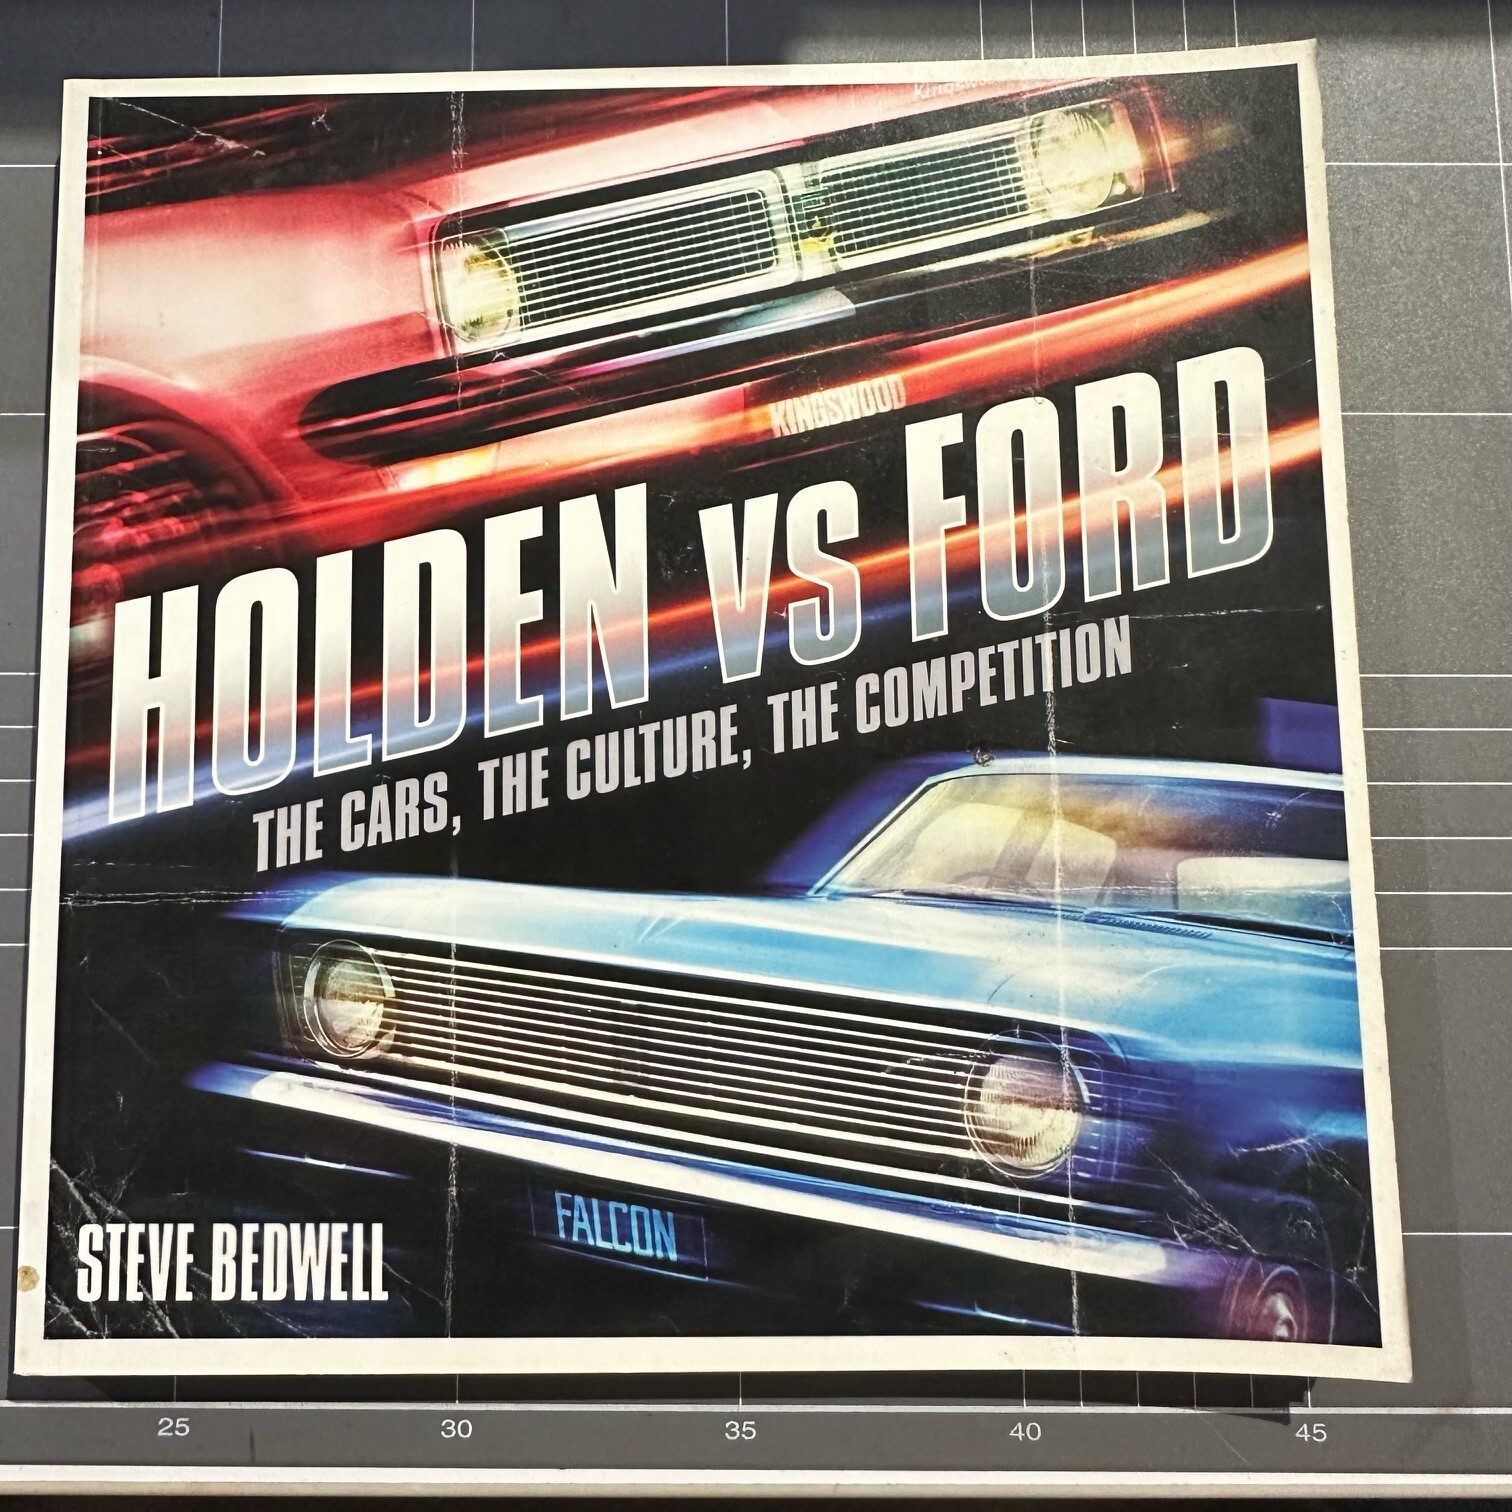 KINGSWOOD
HOLDEN VS FORD
THE CARS, THE CULTURE, THE COMPETITION
FALCON
STEVE BEDWELL
25 30 35 40 45